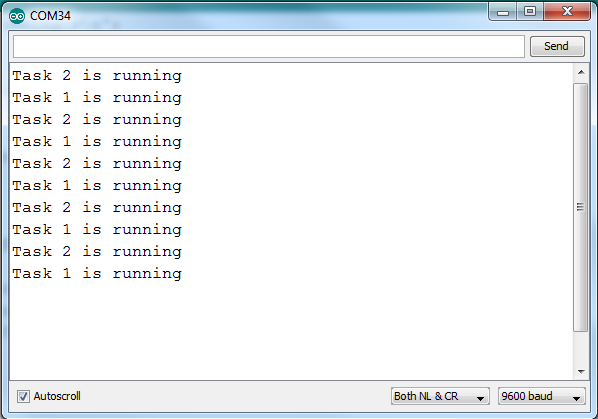 COM34
Send
Task 2 is running
Task 1 is running
Task 2 is running
Task 1 is running
Task 2 is running
Task 1 is running
Task 2 is running
Task 1 is running
Task 2 is running
Task 1 is running
Autoscroll
Both NL & CR
9600 baud